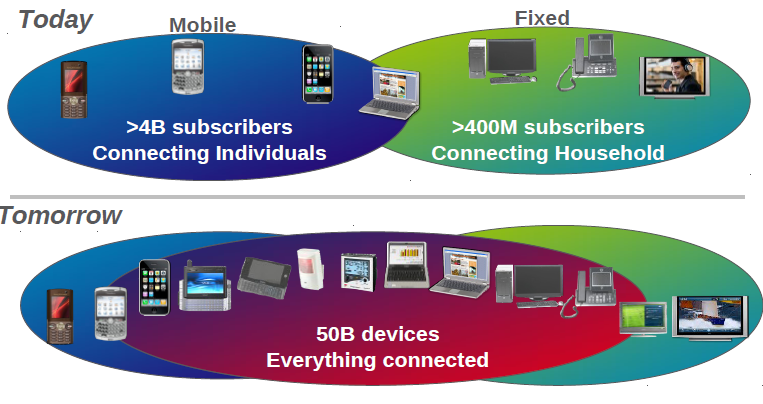 Today
Mobile
Fixed
>4B subscribers
Connecting Individuals
>400M subscribers
Connecting Household
Tomorrow
50B devices
Everything connected